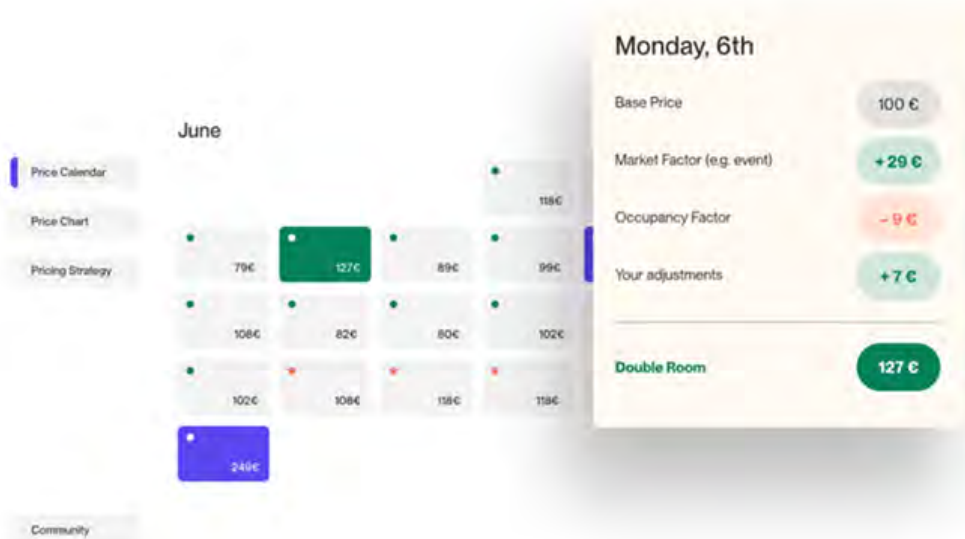 June
Price Calendar
Price Chart
Pricing Strategy
Community
118€
79€
127€
89€
99€
108€
82€
80€
102€
102€
108€
118€
118€
249€
Monday, 6th
Base Price
100 €
Market Factor (e.g. event)
+ 29 €
Occupancy Factor
- 9 €
Your adjustments
+ 7 €
Double Room
127 €